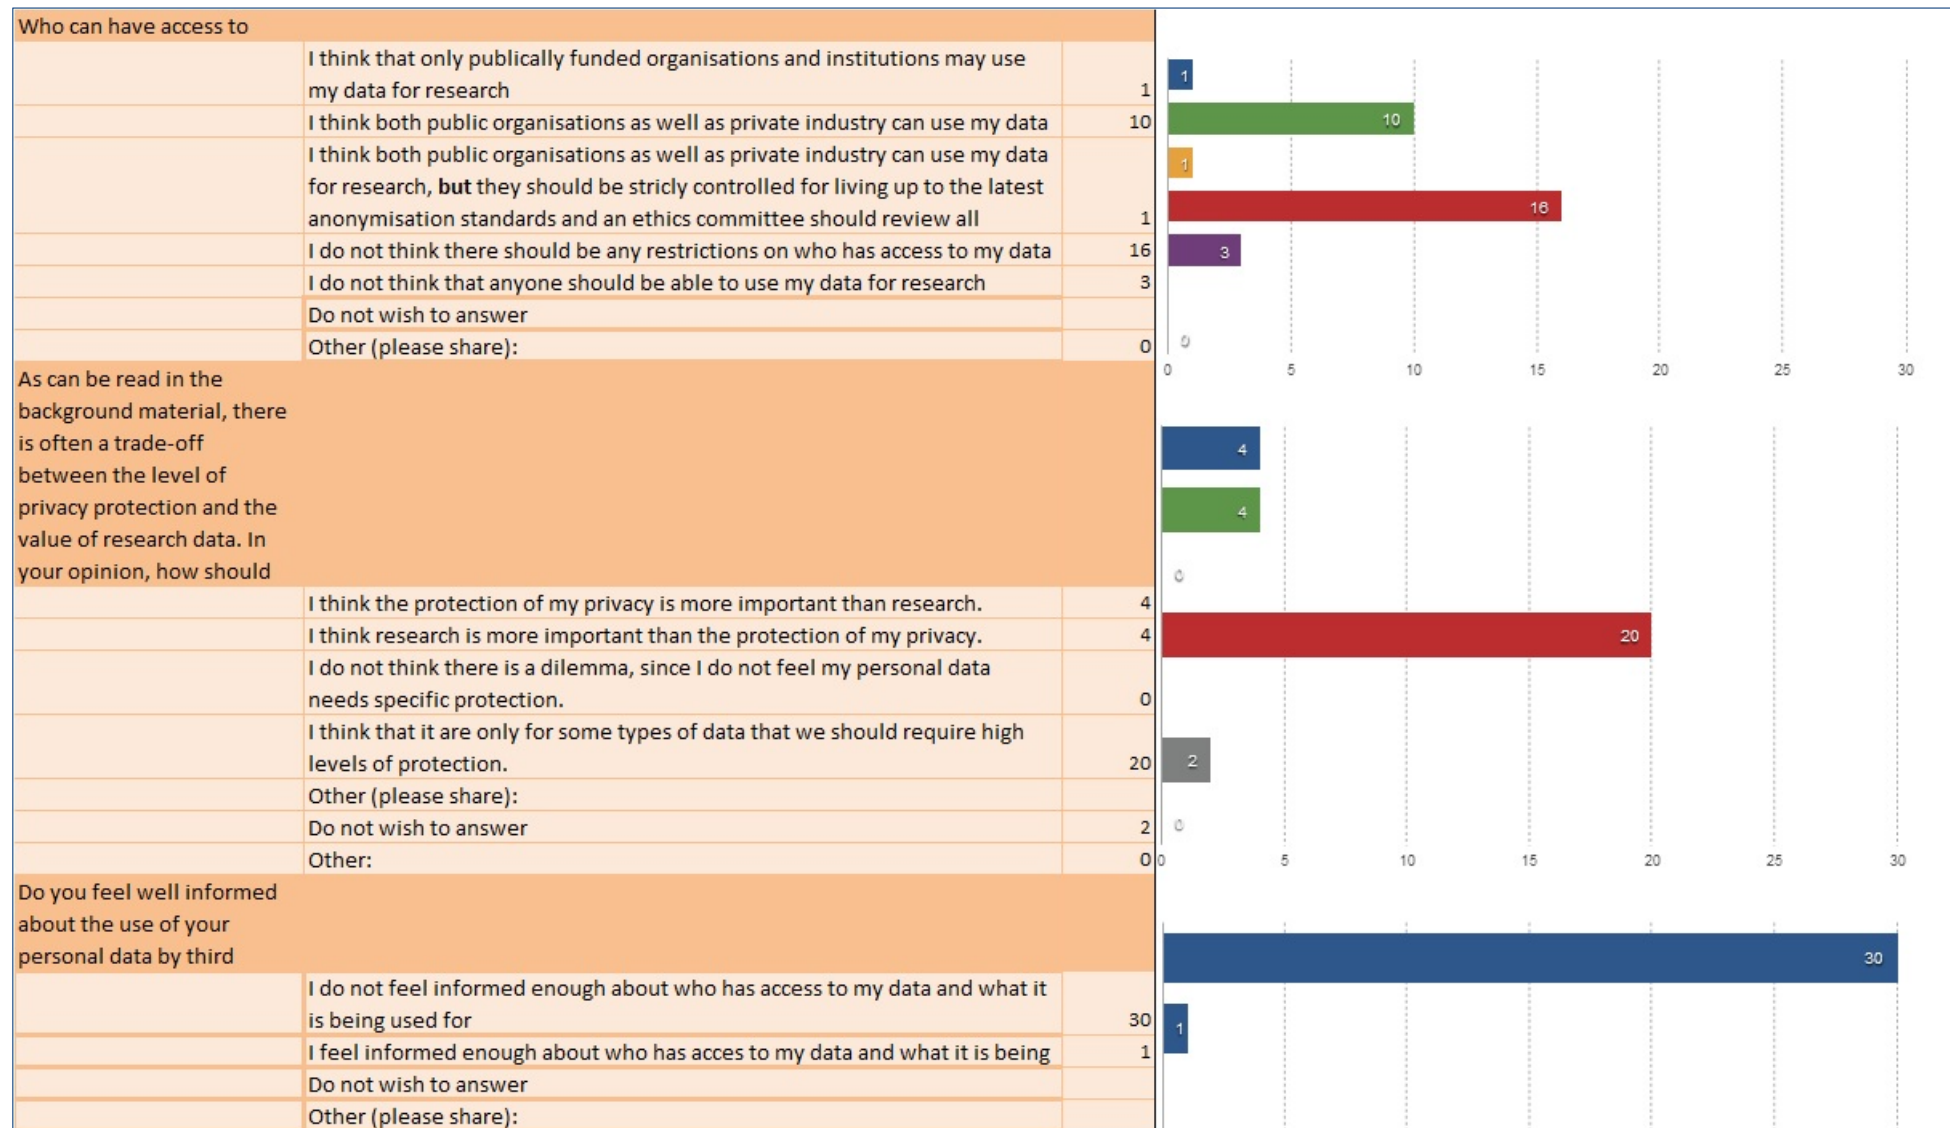 Who can have access to
I think that only publically funded organisations and institutions may use
my data for research 1
I think both public organisations as well as private industry can use my data 10
I think both public organisations as well as private industry can use my data
for research, but they should be stricly controlled for living up to the latest
anonymisation standards and an ethics committee should review all 1
I do not think there should be any restrictions on who has access to my data 16
I do not think that anyone should be able to use my data for research 3
Do not wish to answer
Other (please share): 0
1
10
1
16
3
0
0 5 10 15 20 25 30
As can be read in the
background material, there
is often a trade-off
between the level of
privacy protection and the
value of research data. In
your opinion, how should
I think the protection of my privacy is more important than research. 4
I think research is more important than the protection of my privacy. 4
I do not think there is a dilemma, since I do not feel my personal data
needs specific protection. 0
I think that it are only for some types of data that we should require high
levels of protection. 20
Other (please share):
Do not wish to answer 2
Other: 0
4
4
0
20
2
0
0 5 10 15 20 25 30
Do you feel well informed
about the use of your
personal data by third
I do not feel informed enough about who has access to my data and what it
is being used for 30
I feel informed enough about who has acces to my data and what it is being 1
Do not wish to answer
Other (please share):
30
1